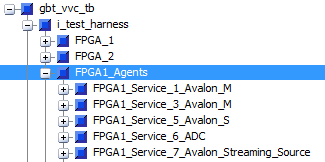 gbt_vvc_tb
i_test_harness
FPGA_1
FPGA_2
FPGA1_Agents
FPGA1_Service_1_Avalon_M
FPGA1_Service_3_Avalon_M
FPGA1_Service_5_Avalon_S
FPGA1_Service_6_ADC
FPGA1_Service_7_Avalon_Streaming_Source